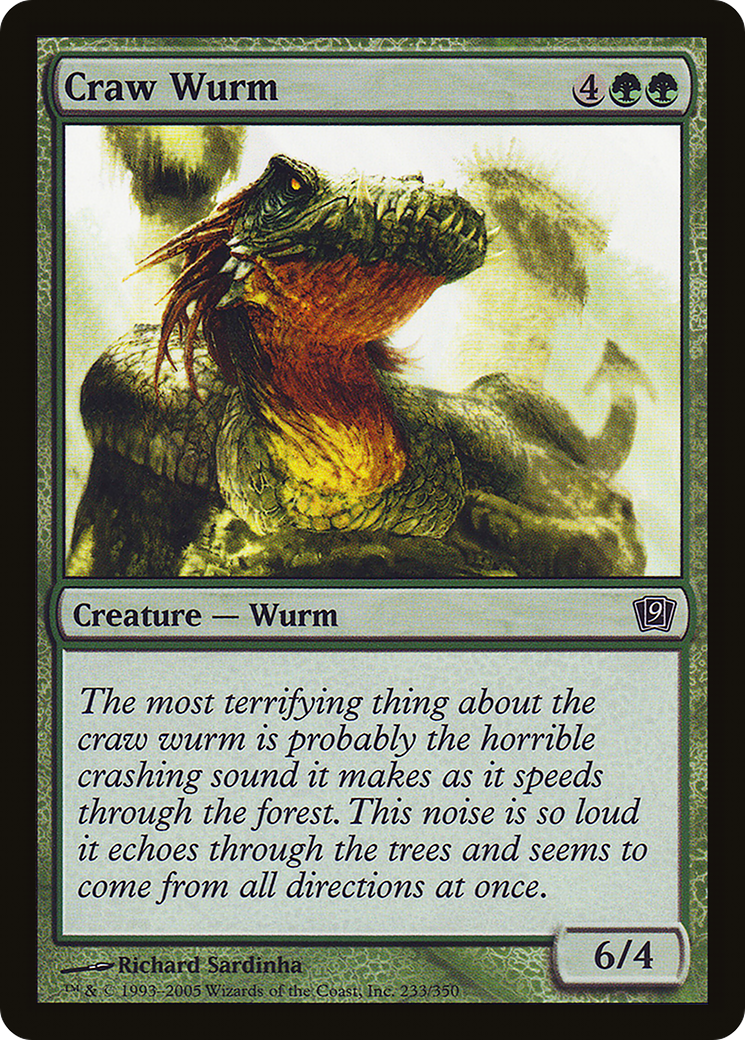 Craw Wurm 4
Creature — Wurm 9
The most terrifying thing about the
craw wurm is probably the horrible
crashing sound it makes as it speeds
through the forest. This noise is so loud
it echoes through the trees and seems to
come from all directions at once.
6/4
Richard Sardinha
™ & © 1993–2005 Wizards of the Coast, Inc. 233/350